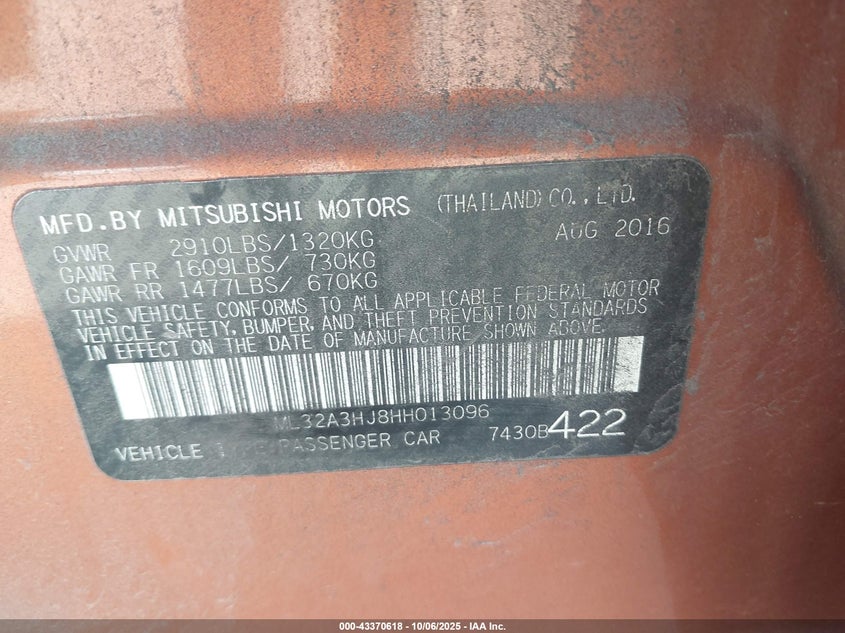 MFD.BY MITSUBISHI MOTORS (THAILAND)CO.,LTD.
GVWR 2910LBS/1320KG AUG 2016
GAWR FR 1609LBS/ 730KG
GAWR RR 1477LBS/ 670KG
THIS VEHICLE CONFORMS TO ALL APPLICABLE FEDERAL MOTOR
VEHICLE SAFETY, BUMPER, AND THEFT PREVENTION STANDARDS
IN EFFECT ON THE DATE OF MANUFACTURE SHOWN ABOVE.
ML32A3HJ8HH013096
VEHICLE PASSENGER CAR 7430B 422
000-43370618 - 10/06/2025 - IAA Inc.